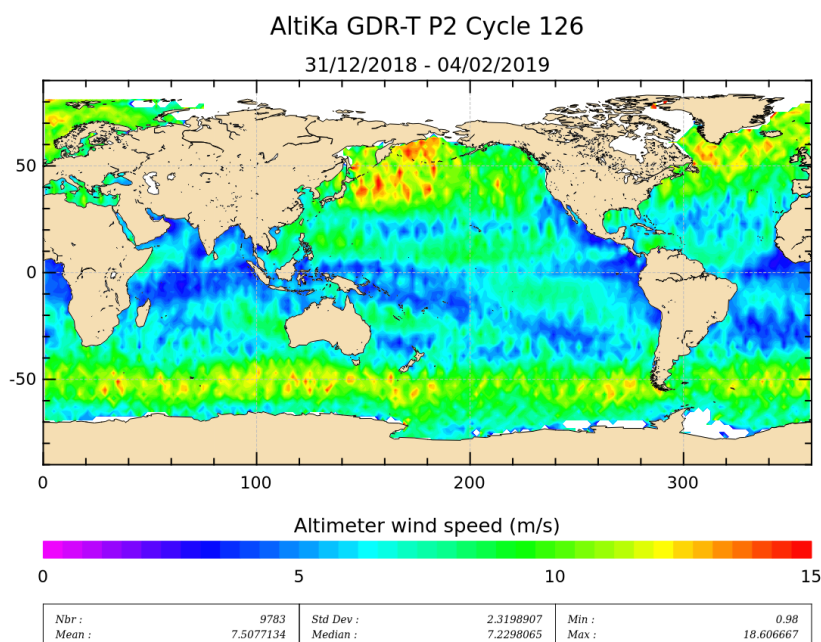 AltiKa GDR-T P2 Cycle 126
31/12/2018 - 04/02/2019
50
0
-50
0 100 200 300
Altimeter wind speed (m/s)
0 5 10 15
Nbr : 9783 Std Dev : 2.3198907 Min : 0.98
Mean : 7.5077134 Median : 7.2298065 Max : 18.606667